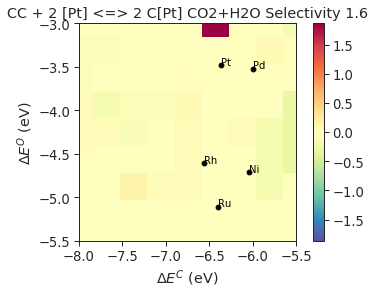 CC + 2 [Pt] <=> 2 C[Pt] CO2+H2O Selectivity 1.6
−3.0
−3.5
−4.0
−4.5
−5.0
−5.5
ΔE^O (eV)
Pt
Pd
Rh
Ni
Ru
−8.0 −7.5 −7.0 −6.5 −6.0 −5.5
ΔE^C (eV)
1.5
1.0
0.5
0.0
−0.5
−1.0
−1.5